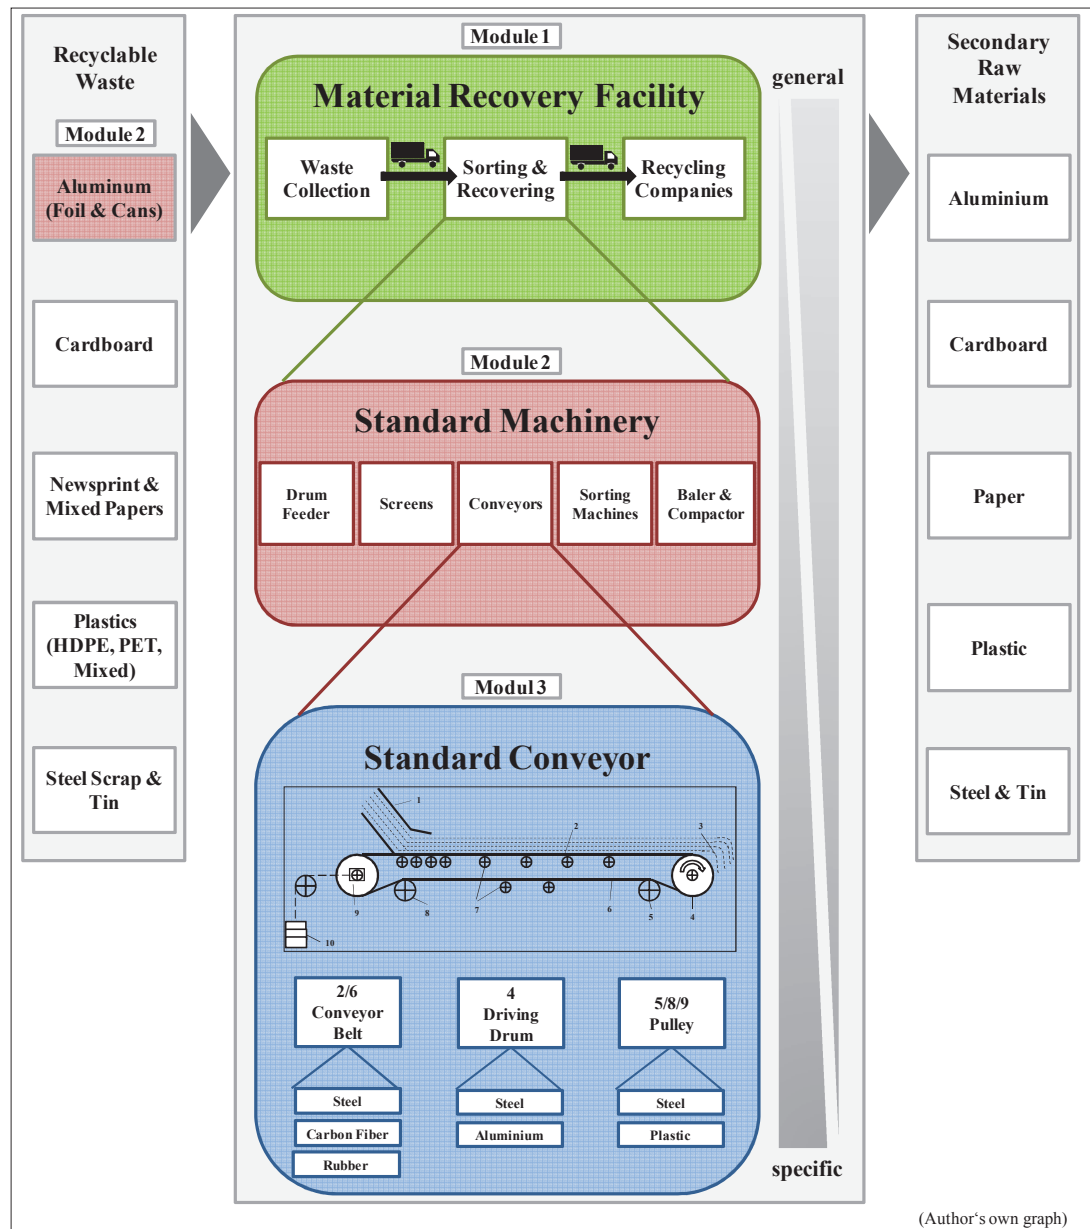 Recyclable
Waste
Module 2
Aluminum
(Foil & Cans)
Cardboard
Newsprint &
Mixed Papers
Plastics
(HDPE, PET,
Mixed)
Steel Scrap &
Tin
Module 1
Material Recovery Facility
Waste
Collection
Sorting &
Recovering
Recycling
Companies
general
Module 2
Standard Machinery
Drum
Feeder
Screens
Conveyors
Sorting
Machines
Baler &
Compactor
Modul 3
Standard Conveyor
1
2
3
9
8
7
6
5
4
10
2/6
Conveyor
Belt
Steel
Carbon Fiber
Rubber
4
Driving
Drum
Steel
Aluminium
5/8/9
Pulley
Steel
Plastic
specific
Secondary
Raw
Materials
Aluminium
Cardboard
Paper
Plastic
Steel & Tin
(Author‘s own graph)